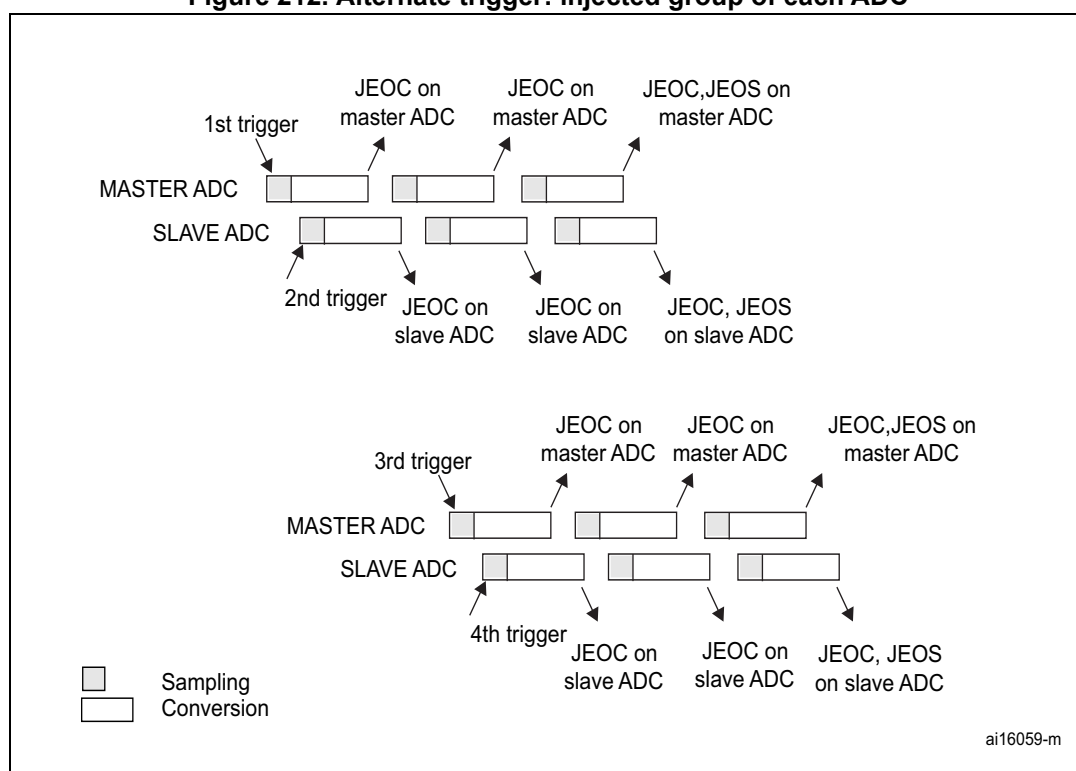 Figure 212. Alternate trigger: injected group of each ADC
JEOC on
master ADC
JEOC on
master ADC
JEOC,JEOS on
master ADC
1st trigger
MASTER ADC
SLAVE ADC
2nd trigger
JEOC on
slave ADC
JEOC on
slave ADC
JEOC, JEOS
on slave ADC
JEOC on
master ADC
JEOC on
master ADC
JEOC,JEOS on
master ADC
3rd trigger
MASTER ADC
SLAVE ADC
4th trigger
JEOC on
slave ADC
JEOC on
slave ADC
JEOC, JEOS
on slave ADC
Sampling
Conversion
ai16059-m